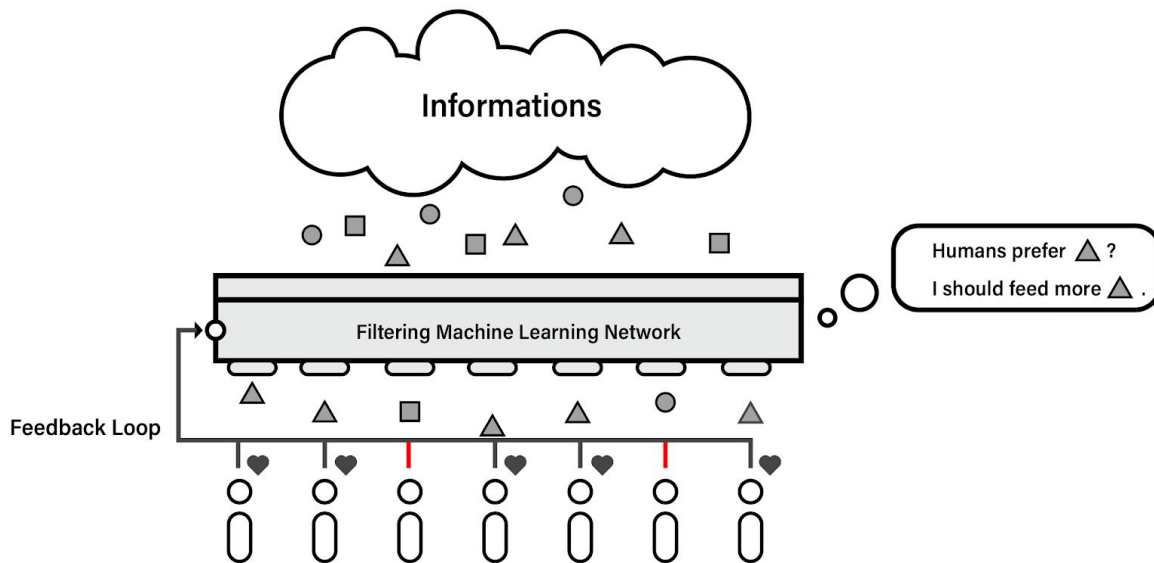 Informations
Humans prefer ?
I should feed more .
Filtering Machine Learning Network
Feedback Loop